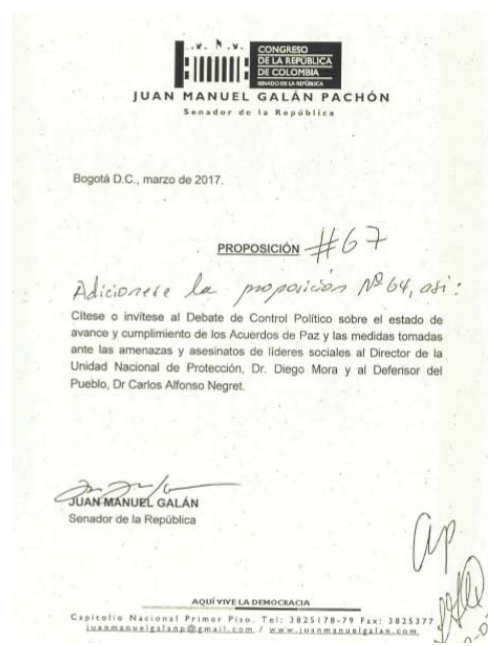 CONGRESO
DE LA REPÚBLICA
DE COLOMBIA
SENADO DE LA REPÚBLICA
JUAN MANUEL GALÁN PACHÓN
Senador de la República
Bogotá D.C., marzo de 2017.
PROPOSICIÓN #67
Adicionese la proposición Nº 64, asi:
Cítese o invítese al Debate de Control Político sobre el estado de
avance y cumplimiento de los Acuerdos de Paz y las medidas tomadas
ante las amenazas y asesinatos de líderes sociales al Director de la
Unidad Nacional de Protección, Dr. Diego Mora y al Defensor del
Pueblo, Dr Carlos Alfonso Negret.
JUAN MANUEL GALÁN
Senador de la República
Ap
AQUÍ VIVE LA DEMOCRACIA
Capitolio Nacional Primer Piso. Tel: 3825178-79 Fax: 3825377
juanmanuelgalanp@gmail.com / www.juanmanuelgalan.com